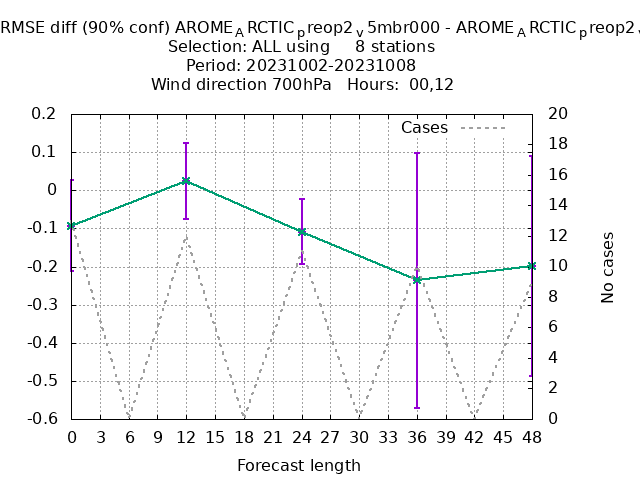 RMSE diff (90% conf) AROME_ARCTIC_preop2_v5mbr000 - AROME_ARCTIC_preop2
Selection: ALL using 8 stations
Period: 20231002-20231008
Wind direction 700hPa Hours: 00,12
Cases
0.2
0.1
0
-0.1
-0.2
-0.3
-0.4
-0.5
-0.6
20
18
16
14
12
10
8
6
4
2
0
No cases
0 3 6 9 12 15 18 21 24 27 30 33 36 39 42 45 48
Forecast length